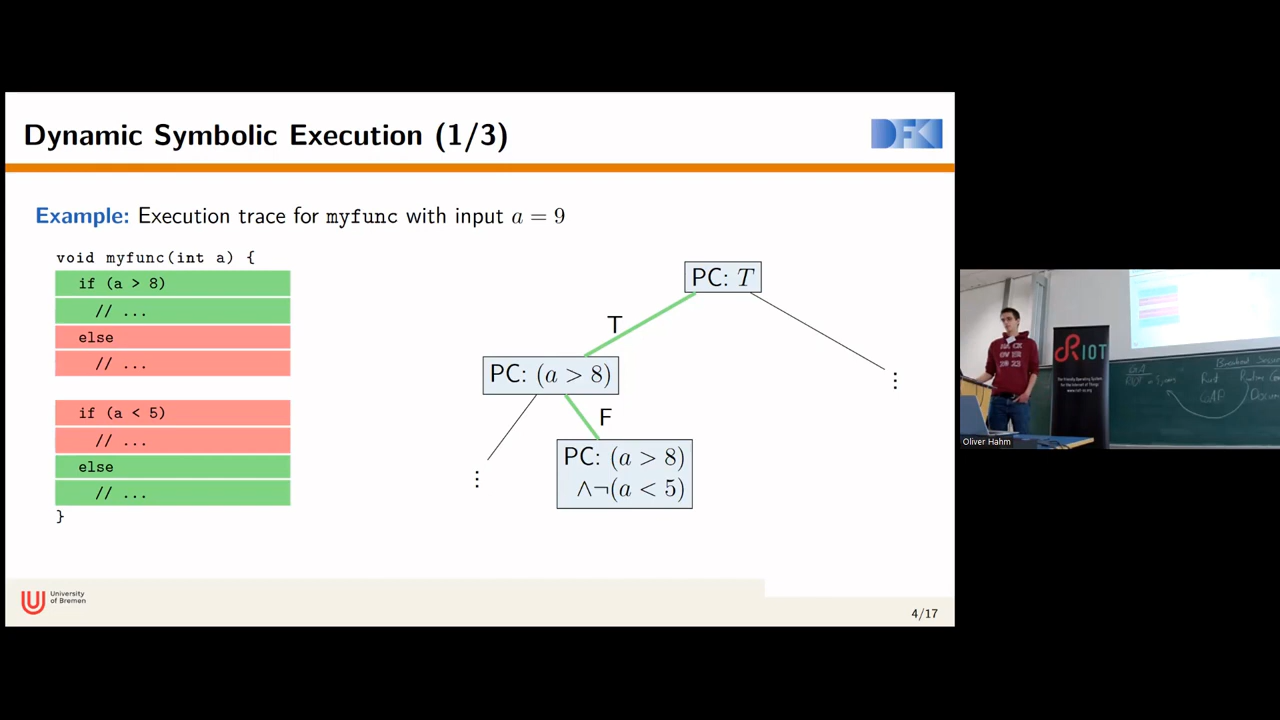 Dynamic Symbolic Execution (1/3)
DFKI
Example: Execution trace for myfunc with input a = 9
void myfunc(int a) {
if (a > 8)
// ...
else
// ...
if (a < 5)
// ...
else
// ...
}
PC: T
T
PC: (a > 8)
⋮
F
⋮
PC: (a > 8)
∧¬(a < 5)
University
of Bremen
4/17
RIOT
Oliver Hahm